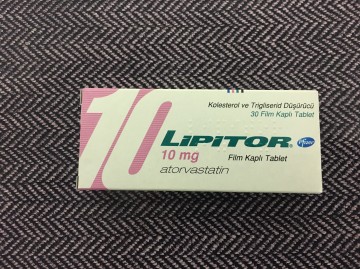 Kolesterol ve Trigliserid Düşürücü
30 Film Kaplı Tablet
10
LIPITOR®
Pfizer
10 mg
Film Kaplı Tablet
atorvastatin